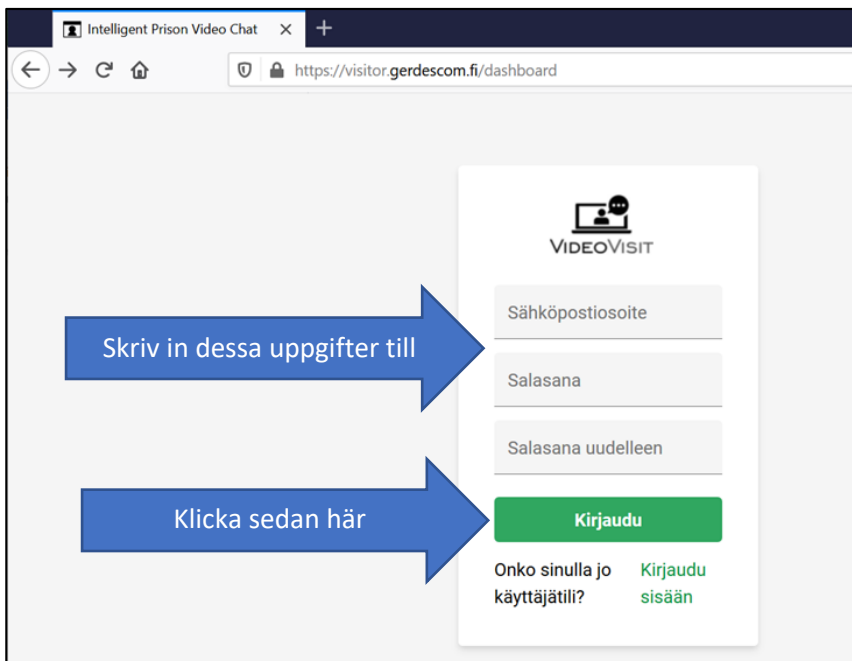 Intelligent Prison Video Chat
https://visitor.gerdescom.fi/dashboard
VIDEOVISIT
Sähköpostiosoite
Skriv in dessa uppgifter till
Salasana
Salasana uudelleen
Klicka sedan här
Kirjaudu
Onko sinulla jo käyttäjätili?
Kirjaudu sisään